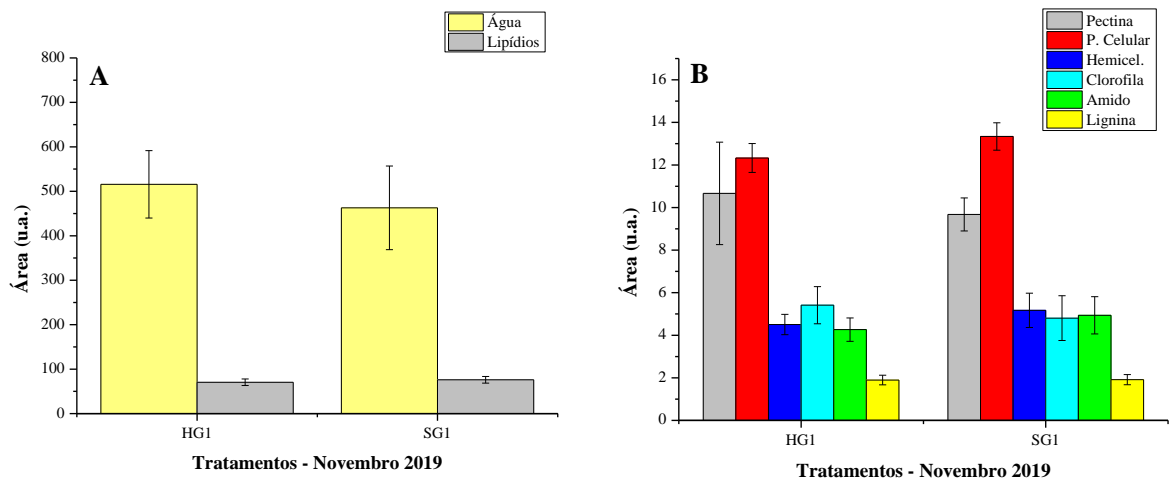 Água
Lipídios
A
800
700
600
500
400
300
200
100
0
Área (u.a.)
HG1 SG1
Tratamentos - Novembro 2019
Pectina
P. Celular
Hemicel.
Clorofila
Amido
Lignina
B
16
14
12
10
8
6
4
2
0
Área (u.a.)
HG1 SG1
Tratamentos - Novembro 2019